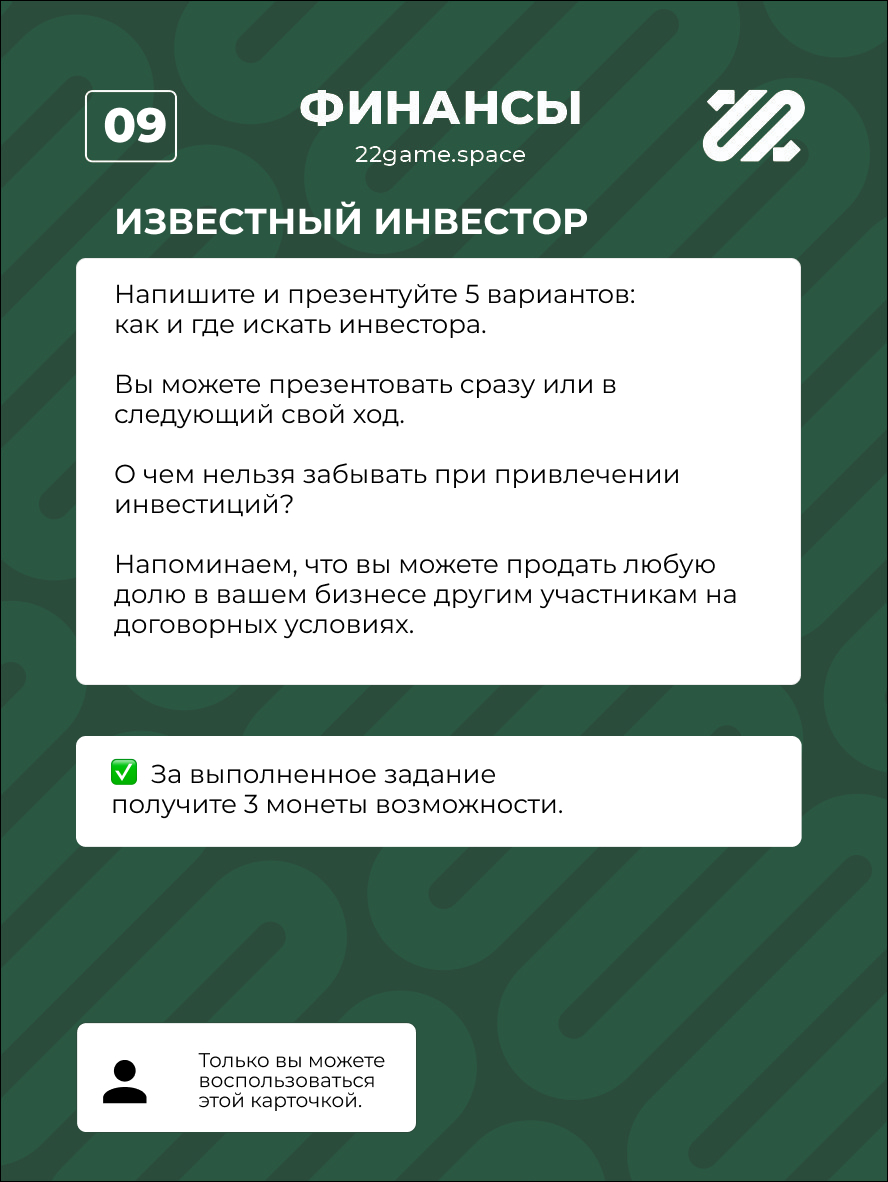 09
ФИНАНСЫ
22game.space
ИЗВЕСТНЫЙ ИНВЕСТОР
Напишите и презентуйте 5 вариантов:
как и где искать инвестора.
Вы можете презентовать сразу или в
следующий свой ход.
О чем нельзя забывать при привлечении
инвестиций?
Напоминаем, что вы можете продать любую
долю в вашем бизнесе другим участникам на
договорных условиях.
✅ За выполненное задание
получите 3 монеты возможности.
Только вы можете
воспользоваться
этой карточкой.